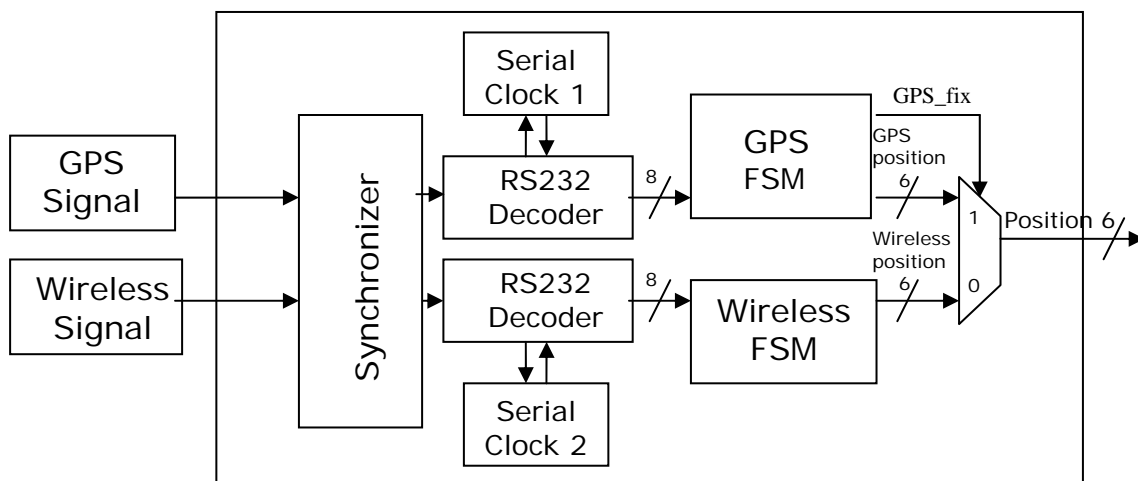 Serial
Clock 1
GPS_fix
GPS
Signal
Synchronizer
RS232
Decoder
8
GPS
FSM
GPS
position
6
1
Position 6
Wireless
Signal
RS232
Decoder
8
Wireless
FSM
Wireless
position
6
0
Serial
Clock 2